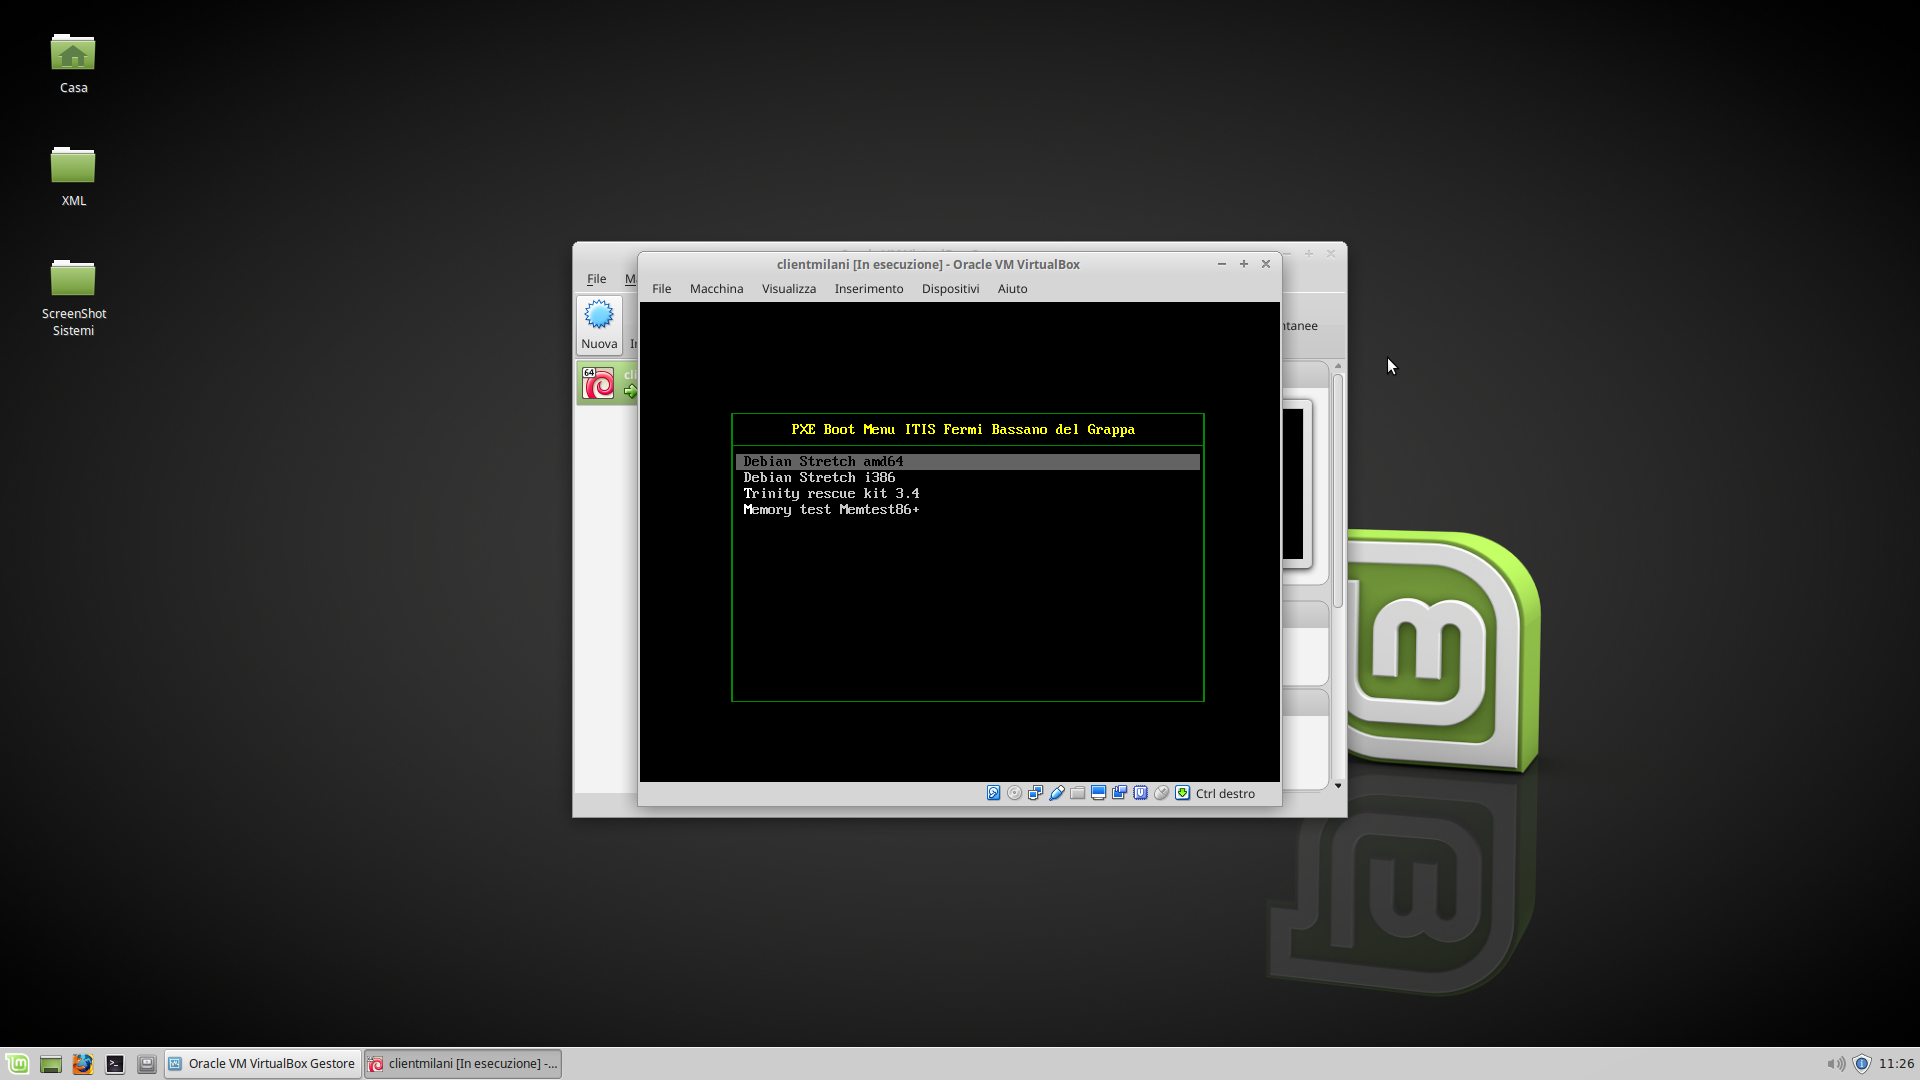 Casa
XML
ScreenShot
Sistemi
File
Nuova
64
ntanee
clientmilani [In esecuzione] - Oracle VM VirtualBox
File Macchina Visualizza Inserimento Dispositivi Aiuto
PXE Boot Menu ITIS Fermi Bassano del Grappa
Debian Stretch amd64
Debian Stretch i386
Trinity rescue kit 3.4
Memory test Memtest86+
Ctrl destro
Oracle VM VirtualBox Gestore
clientmilani [In esecuzione] -...
11:26